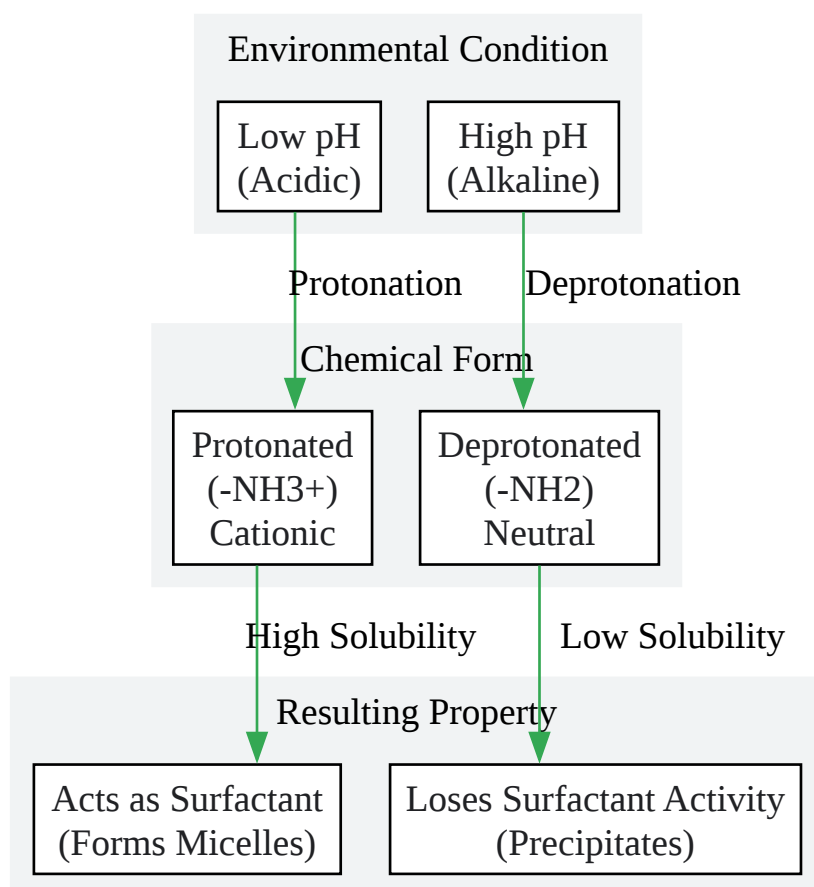 Environmental Condition
Low pH
(Acidic)
High pH
(Alkaline)
Protonation
Deprotonation
Chemical Form
Protonated
(-NH3+)
Cationic
Deprotonated
(-NH2)
Neutral
High Solubility
Low Solubility
Resulting Property
Acts as Surfactant
(Forms Micelles)
Loses Surfactant Activity
(Precipitates)